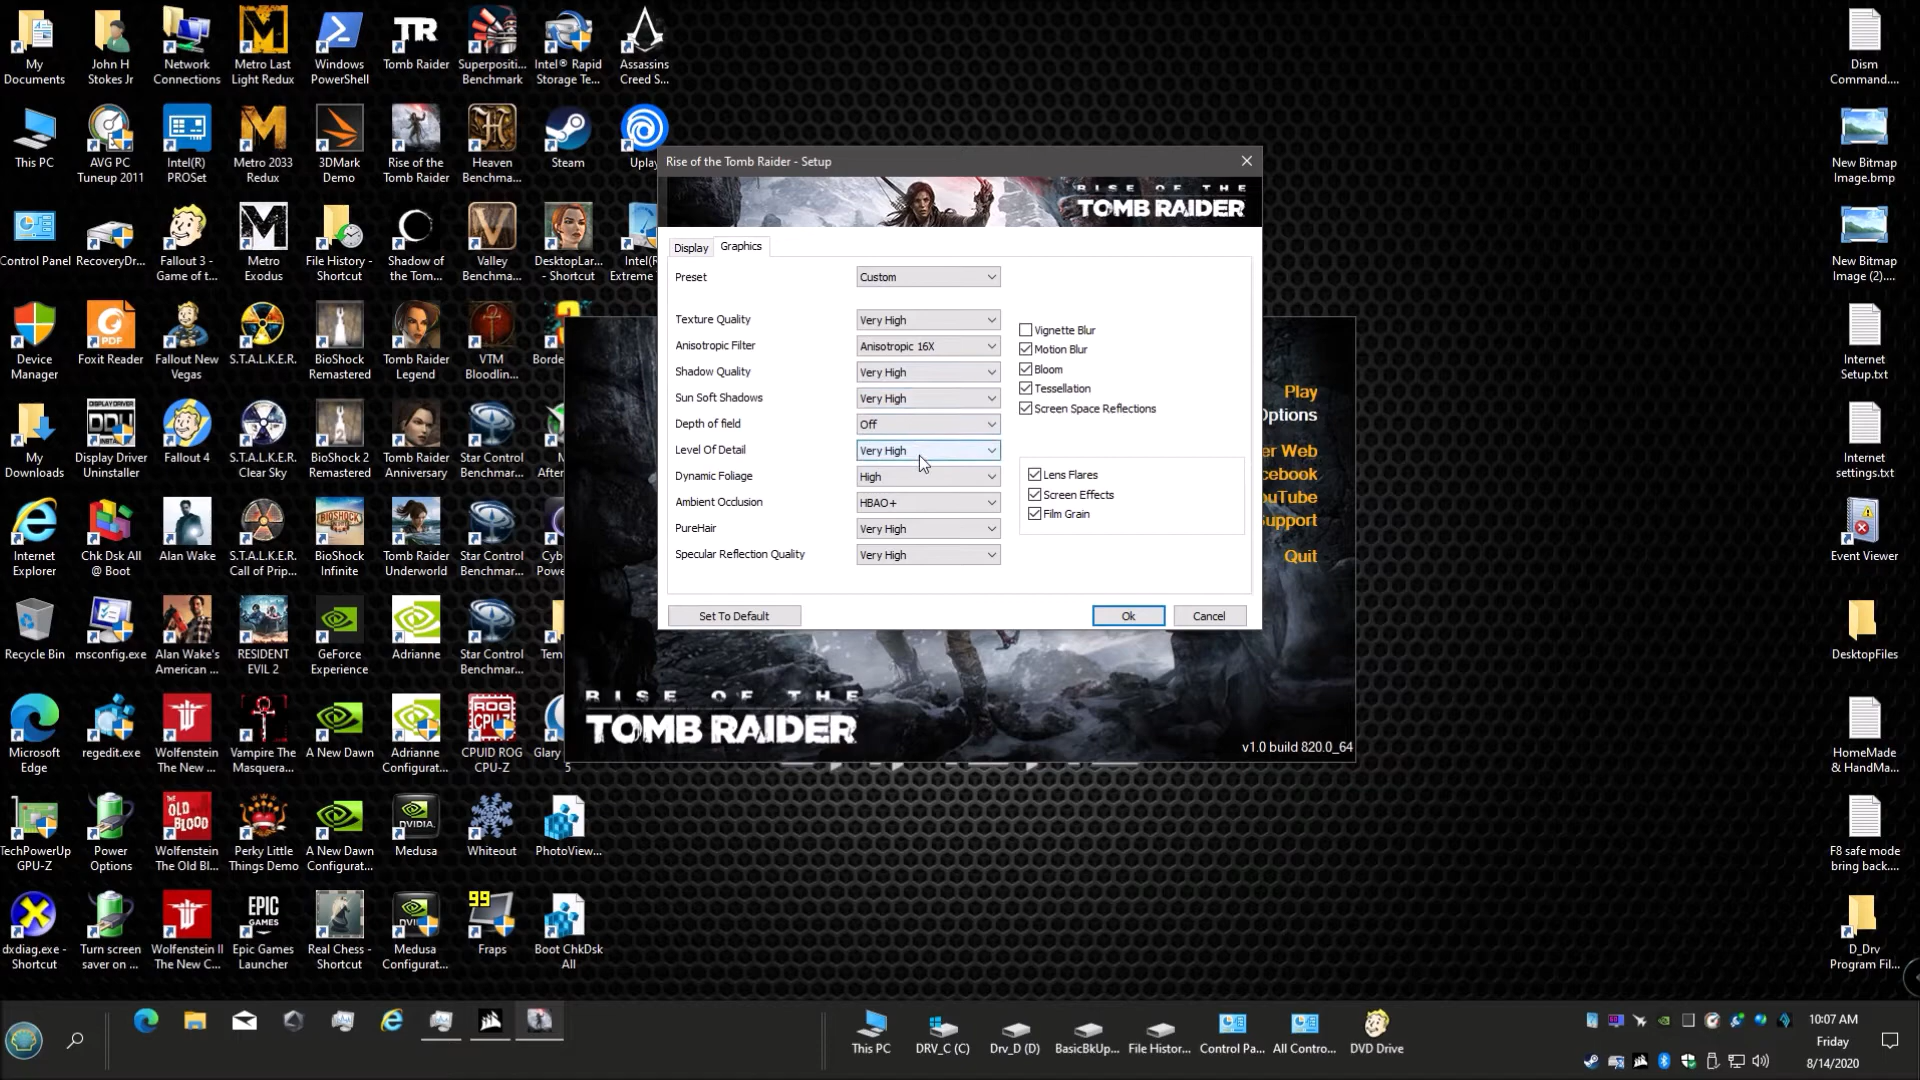 My Documents
John H Stokes Jr
Network Connections
Metro Last Light Redux
Windows PowerShell
Tomb Raider
Superpositi... Benchmark
Intel® Rapid Storage Te...
Assassins Creed S...
This PC
AVG PC Tuneup 2011
Intel(R) PROSet
Metro 2033 Redux
3DMark Demo
Rise of the Tomb Raider
Heaven Benchma...
Steam
Uplay
Control Panel
RecoveryDr...
Fallout 3 - Game of t...
Metro Exodus
File History - Shortcut
Shadow of the Tom...
Valley Benchma...
DesktopLar... - Shortcut
Intel(R) Extreme
Device Manager
Foxit Reader
Fallout New Vegas
S.T.A.L.K.E.R.
BioShock Remastered
Tomb Raider Legend
VTM Bloodlin...
Borde
My Downloads
Display Driver Uninstaller
Fallout 4
S.T.A.L.K.E.R. Clear Sky
BioShock 2 Remastered
Tomb Raider Anniversary
Star Control Benchmar...
After
Internet Explorer
Chk Dsk All @ Boot
Alan Wake
S.T.A.L.K.E.R. Call of Prip...
BioShock Infinite
Tomb Raider Underworld
Star Control Benchmar...
Cyb Powe
Recycle Bin
msconfig.exe
Alan Wake's American ...
RESIDENT EVIL 2
GeForce Experience
Adrianne
Star Control Benchmar...
Tem
Microsoft Edge
regedit.exe
Wolfenstein The New ...
Vampire The Masquera...
A New Dawn
Adrianne Configurat...
CPUID ROG CPU-Z
Glary 5
TechPowerUp GPU-Z
Power Options
Wolfenstein The Old Bl...
Perky Little Things Demo
A New Dawn Configurat...
Medusa
Whiteout
PhotoView...
dxdiag.exe - Shortcut
Turn screen saver on ...
Wolfenstein II The New C...
Epic Games Launcher
Real Chess - Shortcut
Medusa Configurat...
Fraps
Boot ChkDsk All
Rise of the Tomb Raider - Setup
RISE OF THE
TOMB RAIDER
Display
Graphics
Preset
Custom
Texture Quality
Very High
Anisotropic Filter
Anisotropic 16X
Shadow Quality
Very High
Sun Soft Shadows
Very High
Depth of field
Off
Level Of Detail
Very High
Dynamic Foliage
High
Ambient Occlusion
HBAO+
PureHair
Very High
Specular Reflection Quality
Very High
Vignette Blur
Motion Blur
Bloom
Tessellation
Screen Space Reflections
Lens Flares
Screen Effects
Film Grain
Set To Default
Ok
Cancel
Play
Options
er Web
cebook
ouTube
upport
Quit
RISE OF THE
TOMB RAIDER
v1.0 build 820.0_64
Dism Command....
New Bitmap Image.bmp
New Bitmap Image (2)....
Internet Setup.txt
Internet settings.txt
Event Viewer
DesktopFiles
HomeMade & HandMa...
F8 safe mode bring back....
D_Drv Program Fil...
This PC
DRV_C (C)
Drv_D (D)
BasicBkUp...
File Histor...
Control Pa...
All Contro...
DVD Drive
10:07 AM
Friday
8/14/2020